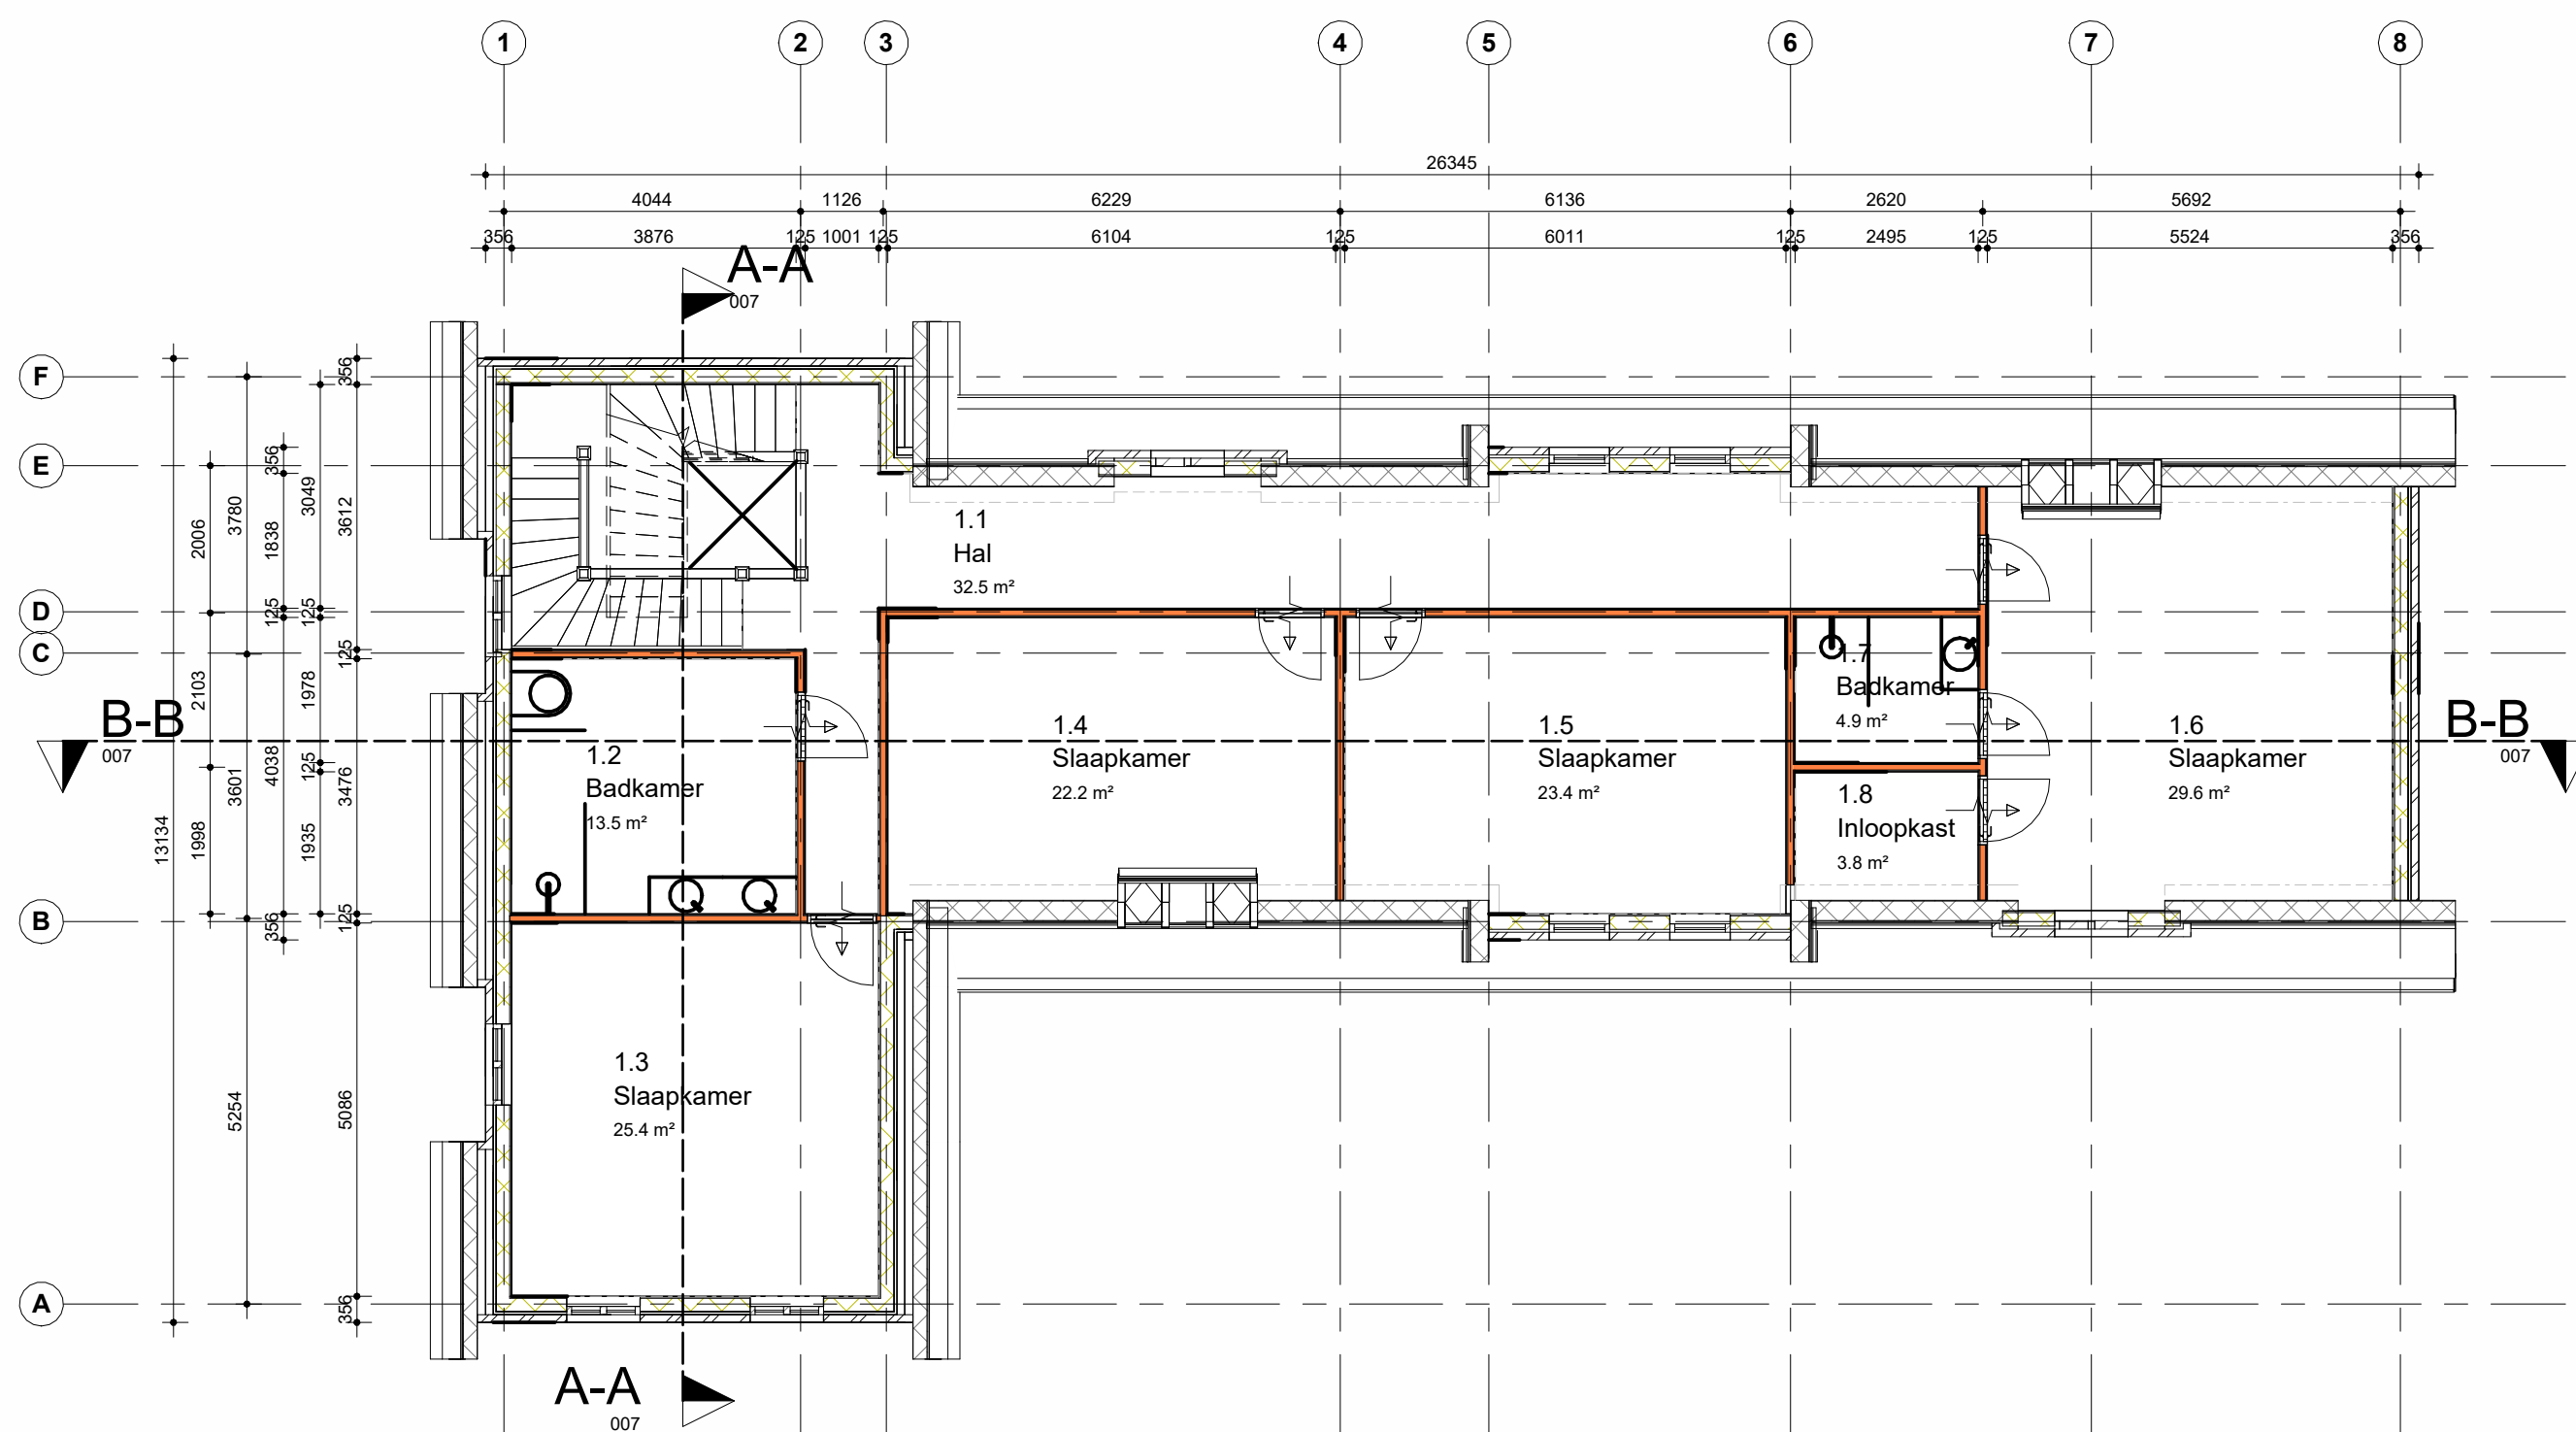 1 2 3 4 5 6 7 8
26345
4044 1126 6229 6136 2620 5692
356 3876 125 1001 125 6104 125 6011 125 2495 125 5524 356
A-A
007
F
E
D
C
B
A
13134
2006 2103 1998
3780 3601 5254
356 1838 125 4038 356
3049 125 1978 125 1935
356 3612 125 3476 125 5086 356
1.1
Hal
32.5 m²
B-B
007
1.2
Badkamer
13.5 m²
1.4
Slaapkamer
22.2 m²
1.5
Slaapkamer
23.4 m²
1.7
Badkamer
4.9 m²
1.8
Inloopkast
3.8 m²
1.6
Slaapkamer
29.6 m²
B-B
007
1.3
Slaapkamer
25.4 m²
A-A
007